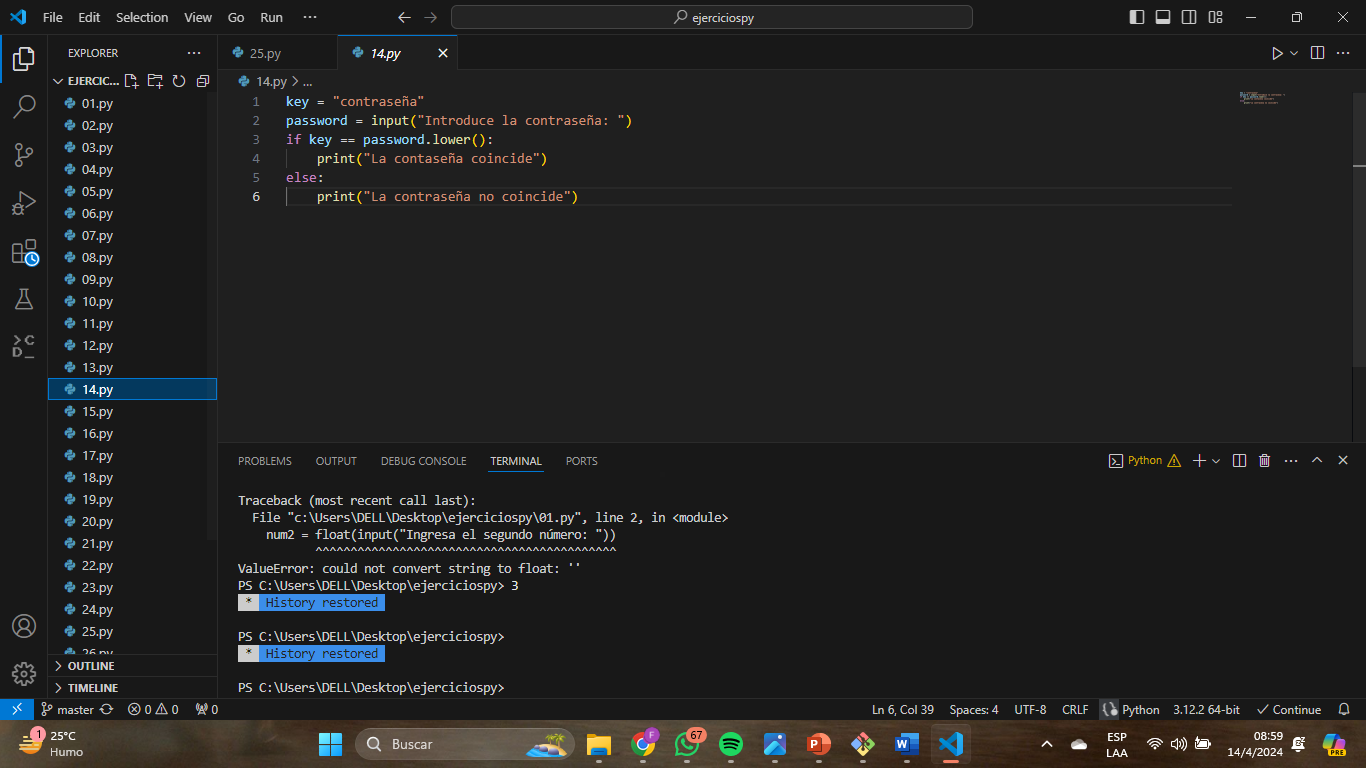 File Edit Selection View Go Run ··· ejerciciospy
EXPLORER ···
EJERCIC...
01.py
02.py
03.py
04.py
05.py
06.py
07.py
08.py
09.py
10.py
11.py
12.py
13.py
14.py
15.py
16.py
17.py
18.py
19.py
20.py
21.py
22.py
23.py
24.py
25.py
26.py
OUTLINE
TIMELINE
25.py 14.py
14.py > ...
1 key = "contraseña"
2 password = input("Introduce la contraseña: ")
3 if key == password.lower():
4 print("La contaseña coincide")
5 else:
6 print("La contraseña no coincide")
PROBLEMS OUTPUT DEBUG CONSOLE TERMINAL PORTS Python
Traceback (most recent call last):
File "c:\Users\DELL\Desktop\ejerciciospy\01.py", line 2, in <module>
num2 = float(input("Ingresa el segundo número: "))
^^^^^^^^^^^^^^^^^^^^^^^^^^^^^^^^^^^^^^^^^^^
ValueError: could not convert string to float: ''
PS C:\Users\DELL\Desktop\ejerciciospy> 3
* History restored
PS C:\Users\DELL\Desktop\ejerciciospy>
* History restored
PS C:\Users\DELL\Desktop\ejerciciospy>
master 0 0 0 Ln 6, Col 39 Spaces: 4 UTF-8 CRLF Python 3.12.2 64-bit Continue
1 25°C
Humo
Buscar
F
67
PRE
ESP
LAA
08:59
14/4/2024